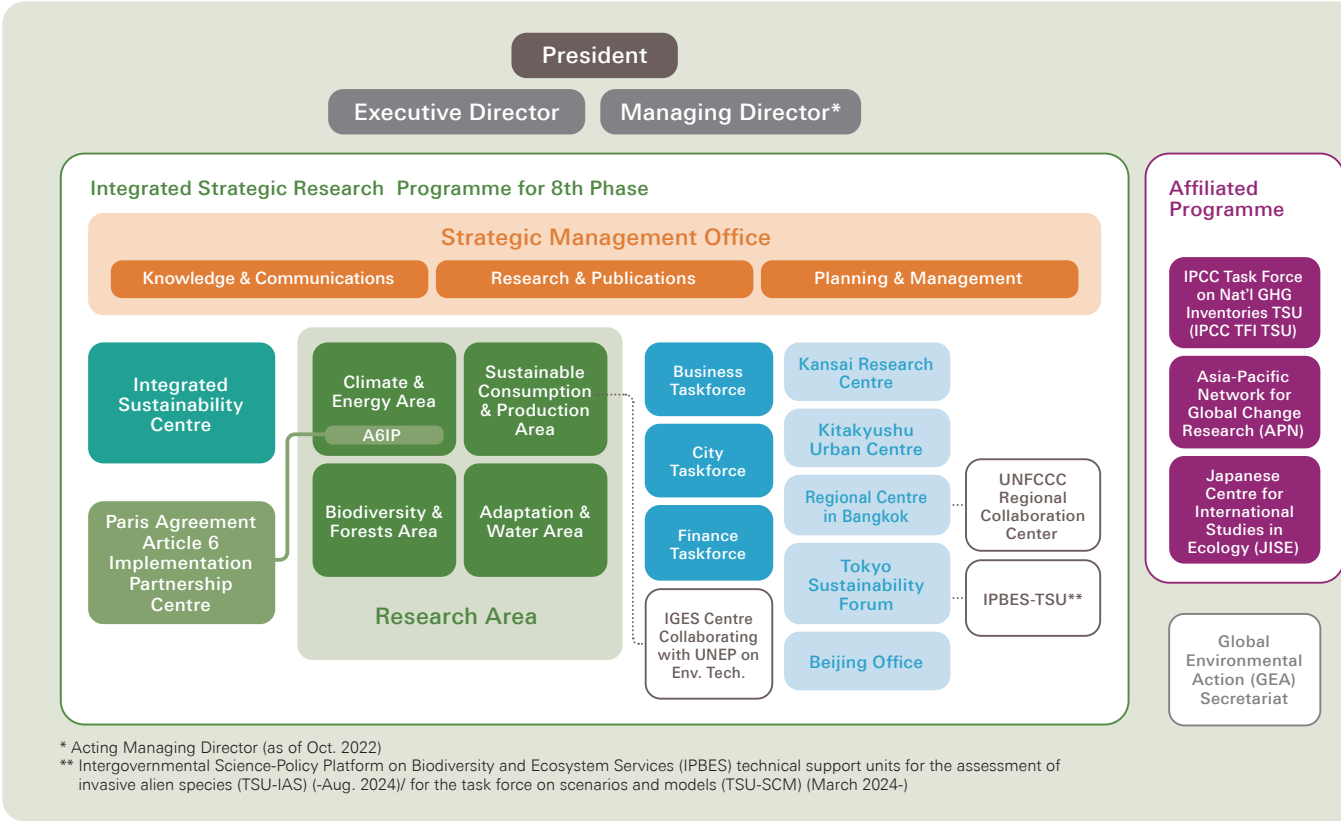 President
Executive Director
Managing Director*
Integrated Strategic Research Programme for 8th Phase
Strategic Management Office
Knowledge & Communications
Research & Publications
Planning & Management
Integrated
Sustainability
Centre
Paris Agreement
Article 6
Implementation
Partnership
Centre
Climate &
Energy Area
A6IP
Sustainable
Consumption
& Production
Area
Biodiversity &
Forests Area
Adaptation &
Water Area
Research Area
Business
Taskforce
City
Taskforce
Finance
Taskforce
IGES Centre
Collaborating
with UNEP on
Env. Tech.
Kansai Research
Centre
Kitakyushu
Urban Centre
Regional Centre
in Bangkok
Tokyo
Sustainability
Forum
Beijing Office
UNFCCC
Regional
Collaboration
Center
IPBES-TSU**
Affiliated
Programme
IPCC Task Force
on Nat'l GHG
Inventories TSU
(IPCC TFI TSU)
Asia-Pacific
Network for
Global Change
Research (APN)
Japanese
Centre for
International
Studies in
Ecology (JISE)
Global
Environmental
Action (GEA)
Secretariat
* Acting Managing Director (as of Oct. 2022)
** Intergovernmental Science-Policy Platform on Biodiversity and Ecosystem Services (IPBES) technical support units for the assessment of
invasive alien species (TSU-IAS) (-Aug. 2024)/ for the task force on scenarios and models (TSU-SCM) (March 2024-)